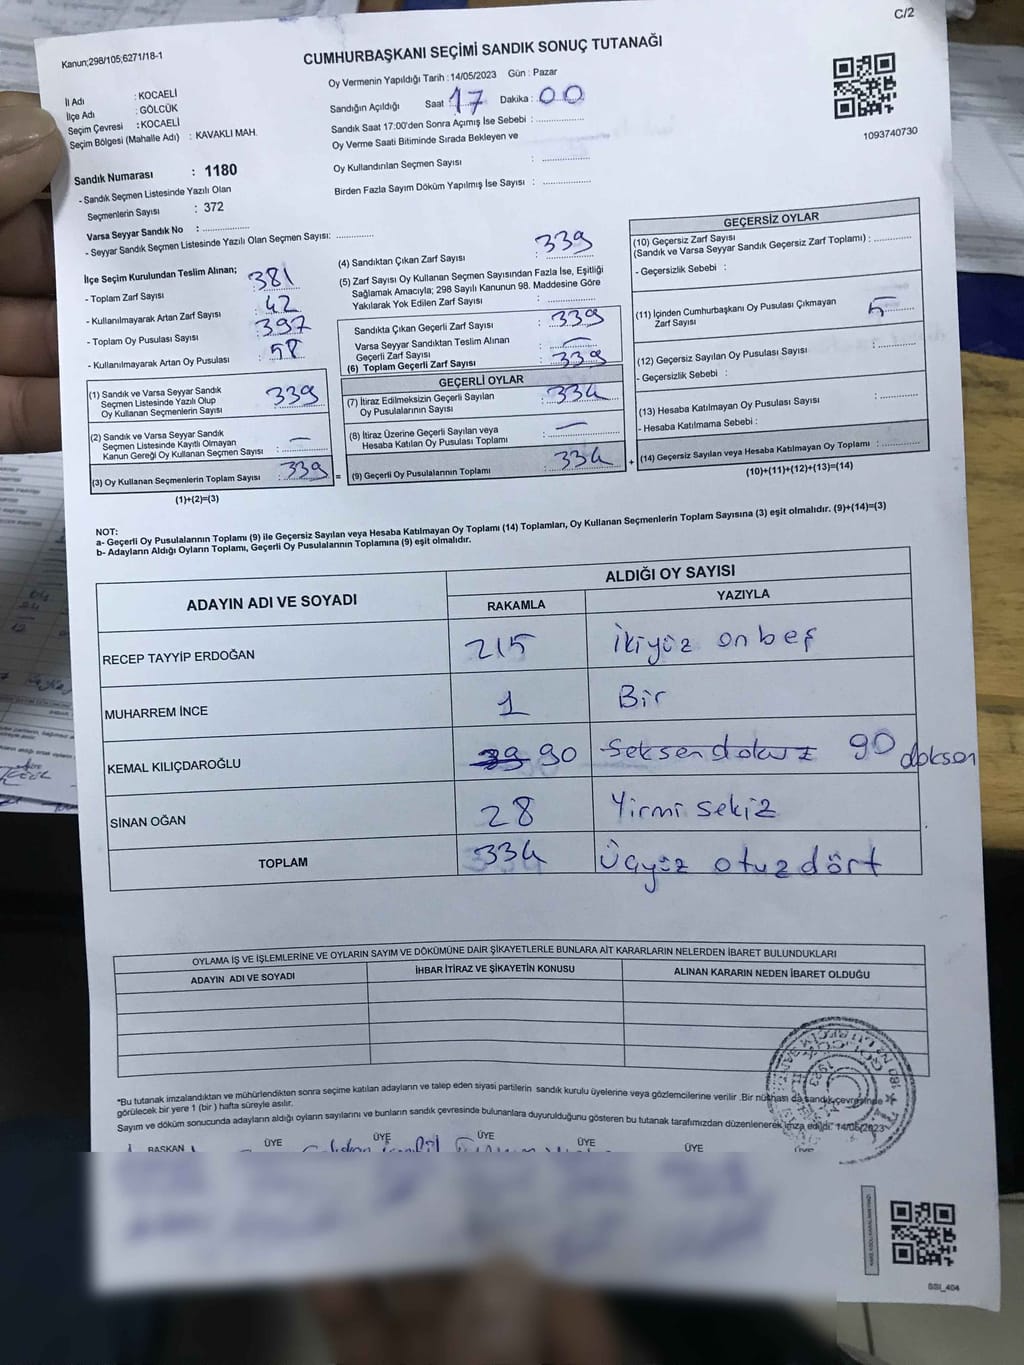 C/2
Kanun;298/105;6271/18-1
CUMHURBAŞKANI SEÇİMİ SANDIK SONUÇ TUTANAĞI
İl Adı : KOCAELİ
İlçe Adı : GÖLCÜK
Seçim Çevresi : KOCAELİ
Seçim Bölgesi (Mahalle Adı) : KAVAKLI MAH.
Oy Vermenin Yapıldığı Tarih : 14/05/2023 Gün : Pazar
Sandığın Açıldığı Saat : 17 Dakika : 00
Sandık Saat 17:00'den Sonra Açımış İse Sebebi : ................
Oy Verme Saati Bitiminde Sırada Bekleyen ve
Oy Kullandırılan Seçmen Sayısı : ................
Birden Fazla Sayım Döküm Yapılmış İse Sayısı : ................
1093740730
Sandık Numarası : 1180
- Sandık Seçmen Listesinde Yazılı Olan
Seçmenlerin Sayısı : 372
Varsa Seyyar Sandık No : ................
- Seyyar Sandık Seçmen Listesinde Yazılı Olan Seçmen Sayısı: .............
İlçe Seçim Kurulundan Teslim Alınan;
- Toplam Zarf Sayısı : 381
- Kullanılmayarak Artan Zarf Sayısı : 42
- Toplam Oy Pusulası Sayısı : 397
- Kullanılmayarak Artan Oy Pusulası : 58
(1) Sandık ve Varsa Seyyar Sandık
Seçmen Listesinde Yazılı Olup
Oy Kullanan Seçmenlerin Sayısı : 339
(2) Sandık ve Varsa Seyyar Sandık
Seçmen Listesinde Kayıtlı Olmayan
Kanun Gereği Oy Kullanan Seçmen Sayısı : —
(3) Oy Kullanan Seçmenlerin Toplam Sayısı : 339 =
(1)+(2)=(3)
(4) Sandıktan Çıkan Zarf Sayısı : 339
(5) Zarf Sayısı Oy Kullanan Seçmen Sayısından Fazla İse, Eşitliği
Sağlamak Amacıyla; 298 Sayılı Kanunun 98. Maddesine Göre
Yakılarak Yok Edilen Zarf Sayısı : ................
Sandıkta Çıkan Geçerli Zarf Sayısı : 339
Varsa Seyyar Sandıktan Teslim Alınan
Geçerli Zarf Sayısı : —
(6) Toplam Geçerli Zarf Sayısı : 339
GEÇERLİ OYLAR
(7) İtiraz Edilmeksizin Geçerli Sayılan
Oy Pusulalarının Sayısı : 334
(8) İtiraz Üzerine Geçerli Sayılan veya
Hesaba Katılan Oy Pusulası Toplamı : —
(9) Geçerli Oy Pusulalarının Toplamı : 334 +
GEÇERSİZ OYLAR
(10) Geçersiz Zarf Sayısı
(Sandık ve Varsa Seyyar Sandık Geçersiz Zarf Toplamı) : .............
- Geçersizlik Sebebi :
(11) İçinden Cumhurbaşkanı Oy Pusulası Çıkmayan
Zarf Sayısı : 5
(12) Geçersiz Sayılan Oy Pusulası Sayısı : .............
- Geçersizlik Sebebi :
(13) Hesaba Katılmayan Oy Pusulası Sayısı : .............
- Hesaba Katılmama Sebebi :
(14) Geçersiz Sayılan veya Hesaba Katılmayan Oy Toplamı : .............
(10)+(11)+(12)+(13)=(14)
NOT:
a- Geçerli Oy Pusulalarının Toplamı (9) ile Geçersiz Sayılan veya Hesaba Katılmayan Oy Toplamı (14) Toplamları, Oy Kullanan Seçmenlerin Toplam Sayısına (3) eşit olmalıdır. (9)+(14)=(3)
b- Adayların Aldığı Oyların Toplamı, Geçerli Oy Pusulalarının Toplamına (9) eşit olmalıdır.
ADAYIN ADI VE SOYADI ALDIĞI OY SAYISI
RAKAMLA YAZIYLA
RECEP TAYYİP ERDOĞAN 215 İkiyüz onbeş
MUHARREM İNCE 1 Bir
KEMAL KILIÇDAROĞLU 90 Seksendokuz 90 doksan
SİNAN OĞAN 28 Yirmi sekiz
TOPLAM 334 Üçyüz otuzdört
OYLAMA İŞ VE İŞLEMLERİNE VE OYLARIN SAYIM VE DÖKÜMÜNE DAİR ŞİKAYETLERLE BUNLARA AİT KARARLARIN NELERDEN İBARET BULUNDUKLARI
ADAYIN ADI VE SOYADI İHBAR İTİRAZ VE ŞİKAYETİN KONUSU ALINAN KARARIN NEDEN İBARET OLDUĞU
*Bu tutanak imzalandıktan ve mühürlendikten sonra seçime katılan adayların ve talep eden siyasi partilerin sandık kurulu üyelerine veya gözlemcilerine verilir .Bir nüshası da sandık çevresinde
görülecek bir yere 1 (bir ) hafta süreyle asılır.
Sayım ve döküm sonucunda adayların aldığı oyların sayılarını ve bunların sandık çevresinde bulunanlara duyurulduğunu gösteren bu tutanak tarafımızdan düzenlenerek imza edildi. 14/05/2023
BAŞKAN ÜYE ÜYE ÜYE ÜYE ÜYE ÜYE
SSI_404